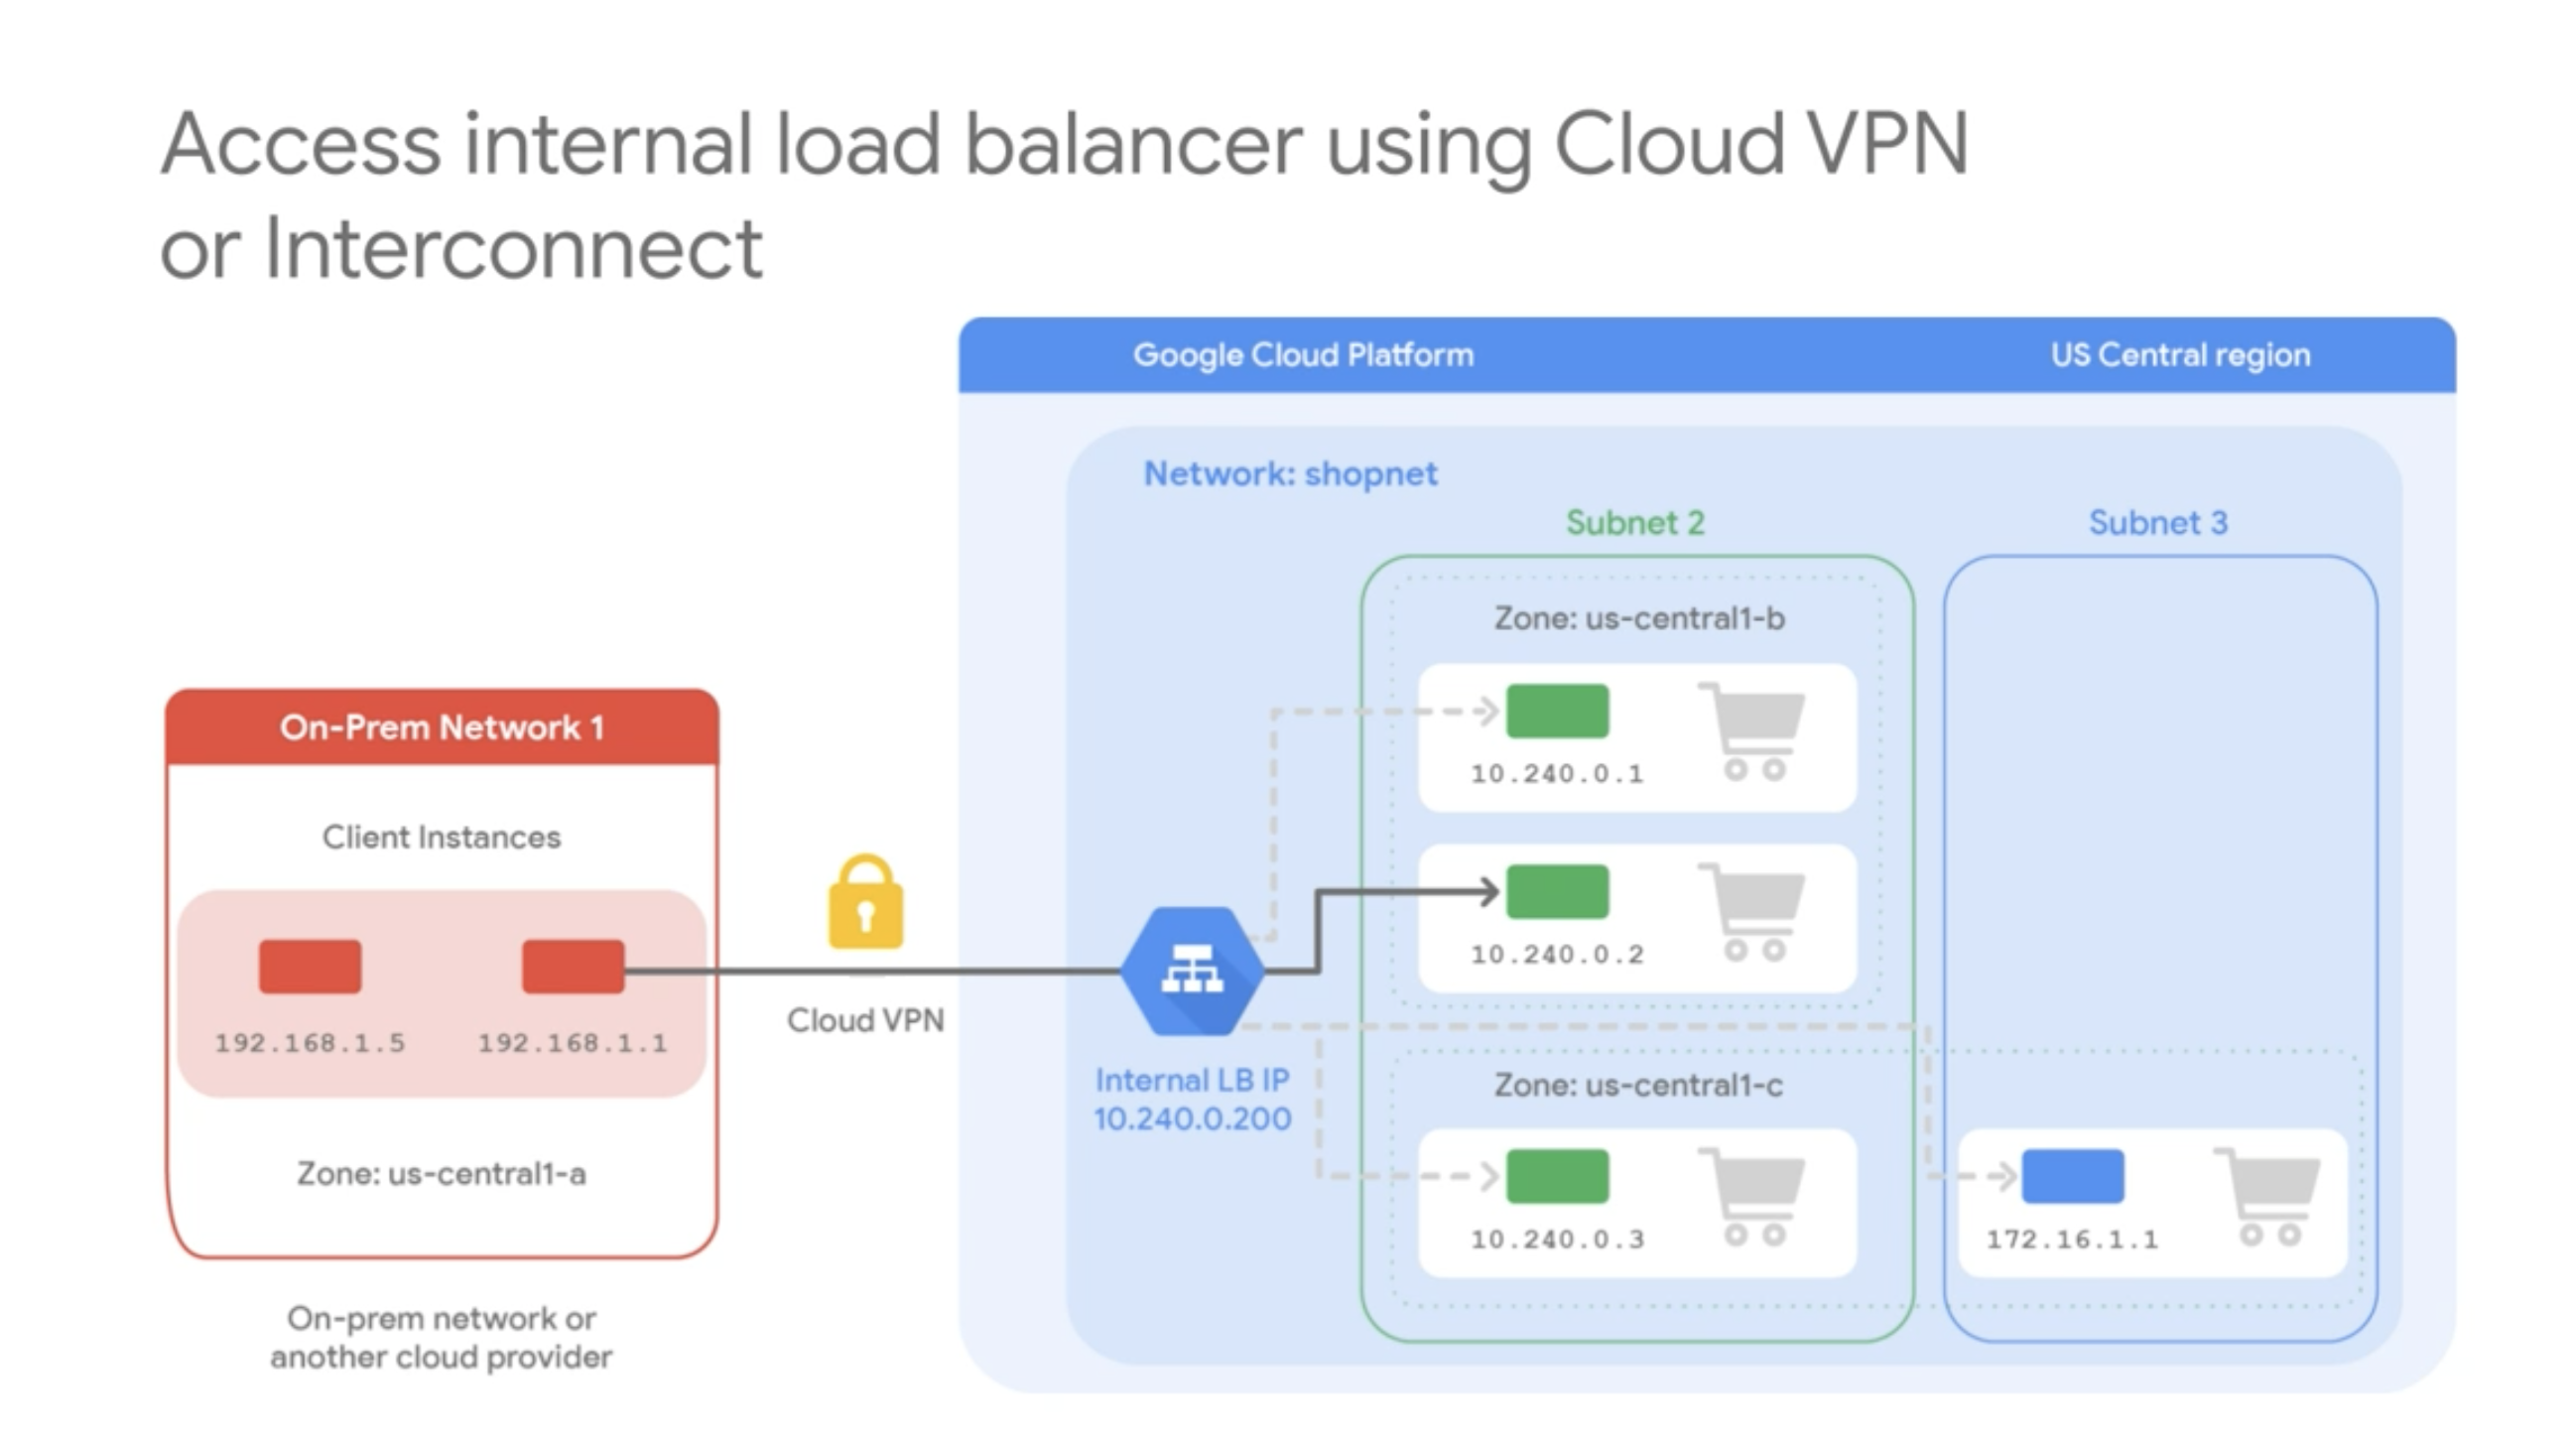 Access internal load balancer using Cloud VPN
or Interconnect
Google Cloud Platform
US Central region
Network: shopnet
Subnet 2
Subnet 3
Zone: us-central1-b
10.240.0.1
10.240.0.2
On-Prem Network 1
Client Instances
192.168.1.5
192.168.1.1
Zone: us-central1-a
On-prem network or
another cloud provider
Cloud VPN
Internal LB IP
10.240.0.200
Zone: us-central1-c
10.240.0.3
172.16.1.1